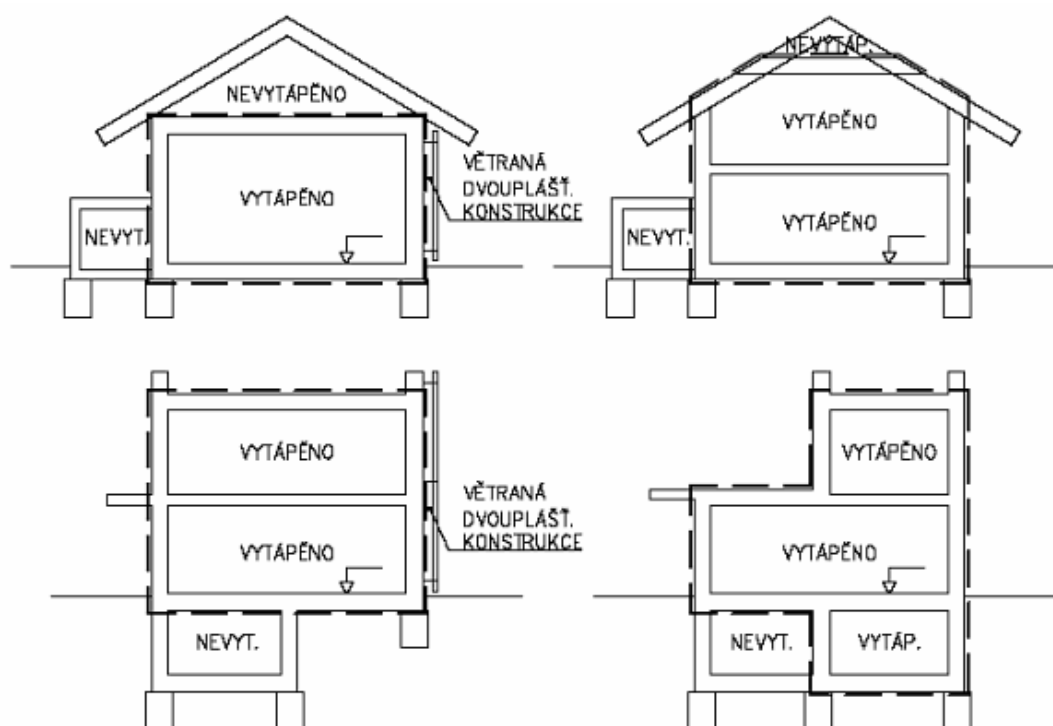 NEVYTÁPĚNO
VYTÁPĚNO
NEVYT.
VĚTRANÁ
DVOUPLÁŠŤ.
KONSTRUKCE
NEVYTÁP.
VYTÁPĚNO
VYTÁPĚNO
NEVYT.
VYTÁPĚNO
VYTÁPĚNO
NEVYT.
VĚTRANÁ
DVOUPLÁŠŤ.
KONSTRUKCE
VYTÁPĚNO
VYTÁPĚNO
NEVYT.
VYTÁP.